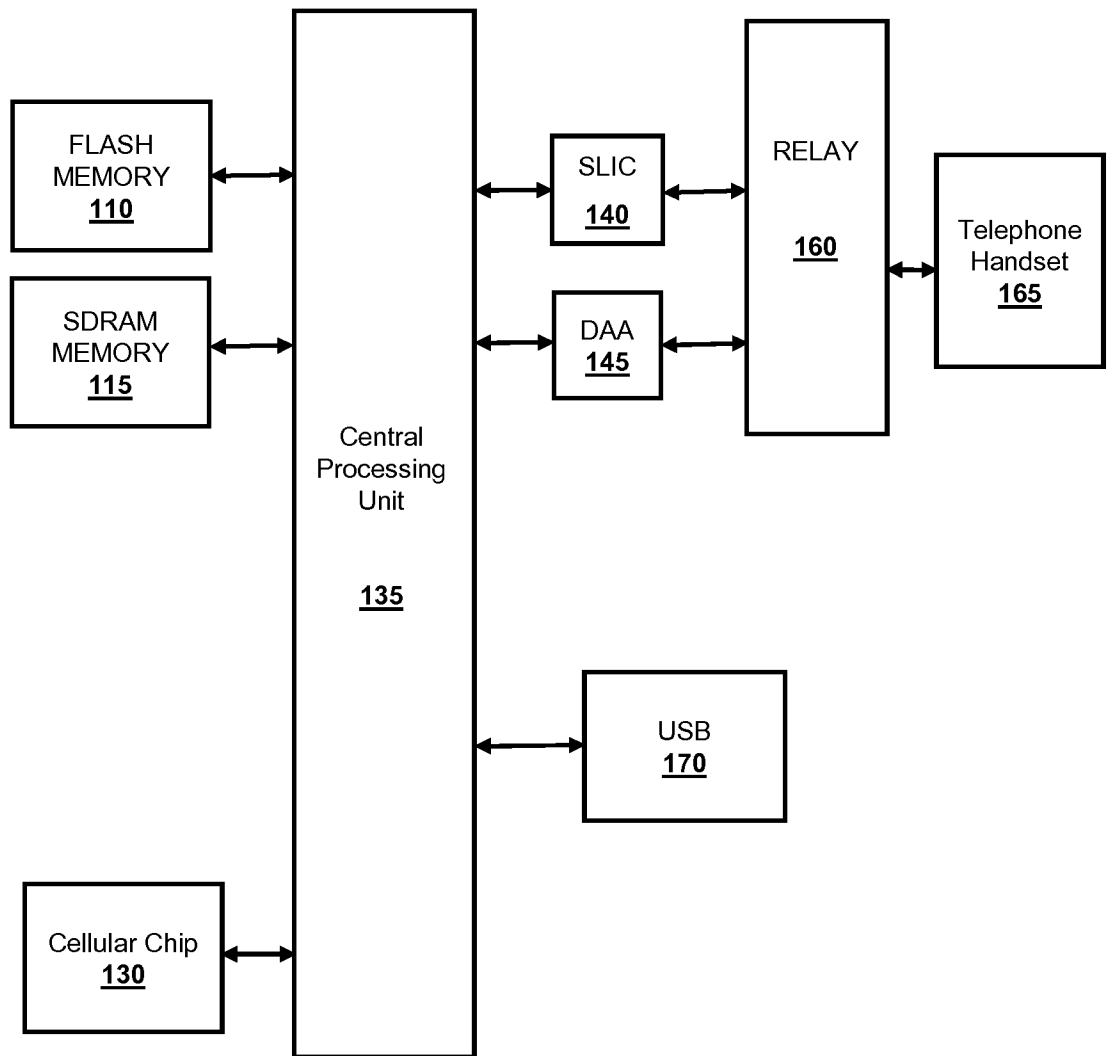 FLASH
MEMORY
110
SDRAM
MEMORY
115
Central
Processing
Unit
135
Cellular Chip
130
SLIC
140
DAA
145
RELAY
160
Telephone
Handset
165
USB
170